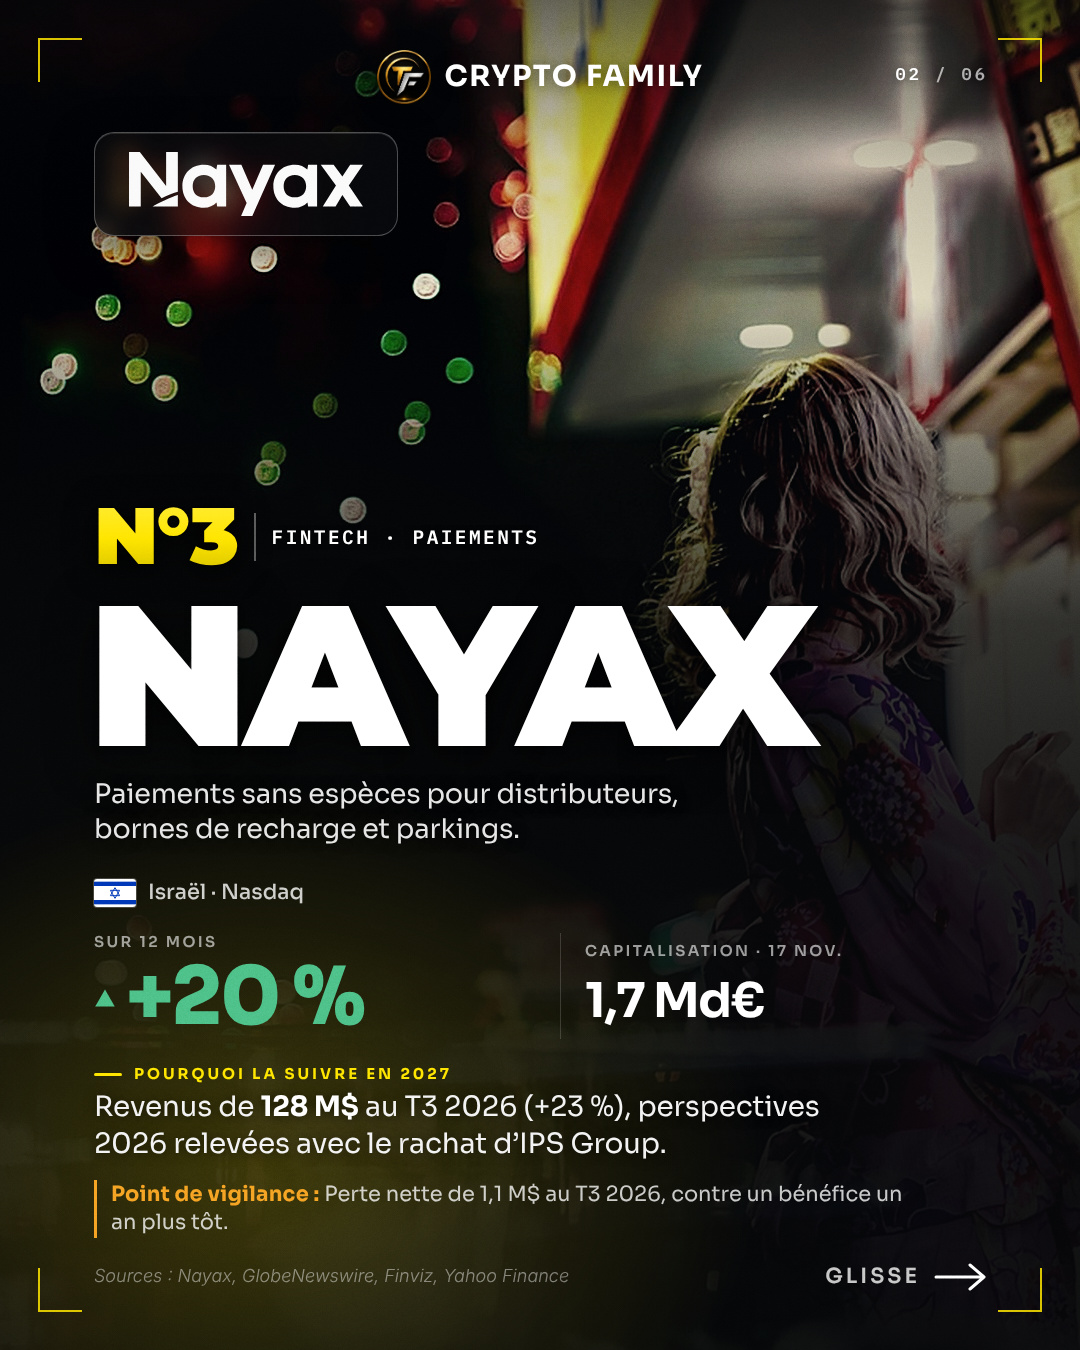 CRYPTO FAMILY
02 / 06
Nayax
N°3
FINTECH · PAIEMENTS
NAYAX
Paiements sans espèces pour distributeurs,
bornes de recharge et parkings.
Israël · Nasdaq
SUR 12 MOIS
▲ +20 %
CAPITALISATION · 17 NOV.
1,7 Md€
POURQUOI LA SUIVRE EN 2027
Revenus de 128 M$ au T3 2026 (+23 %), perspectives
2026 relevées avec le rachat d’IPS Group.
Point de vigilance : Perte nette de 1,1 M$ au T3 2026, contre un bénéfice un
an plus tôt.
Sources : Nayax, GlobeNewswire, Finviz, Yahoo Finance
GLISSE →